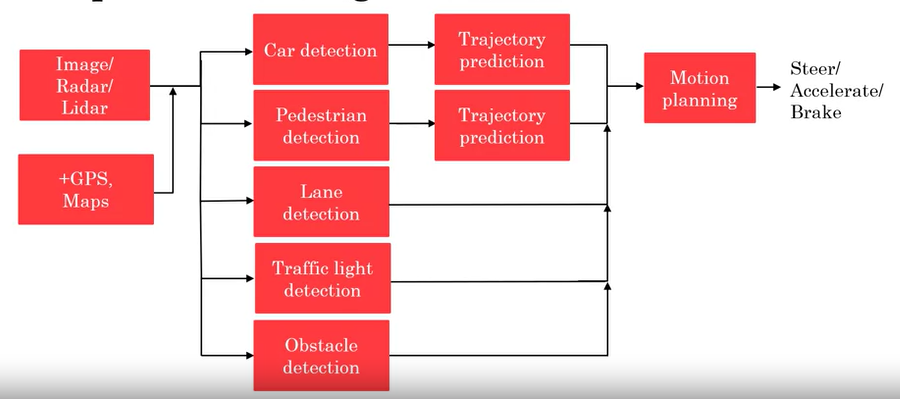 Image/
Radar/
Lidar
+GPS,
Maps
Car detection
Trajectory
prediction
Pedestrian
detection
Trajectory
prediction
Lane
detection
Traffic light
detection
Obstacle
detection
Motion
planning
Steer/
Accelerate/
Brake